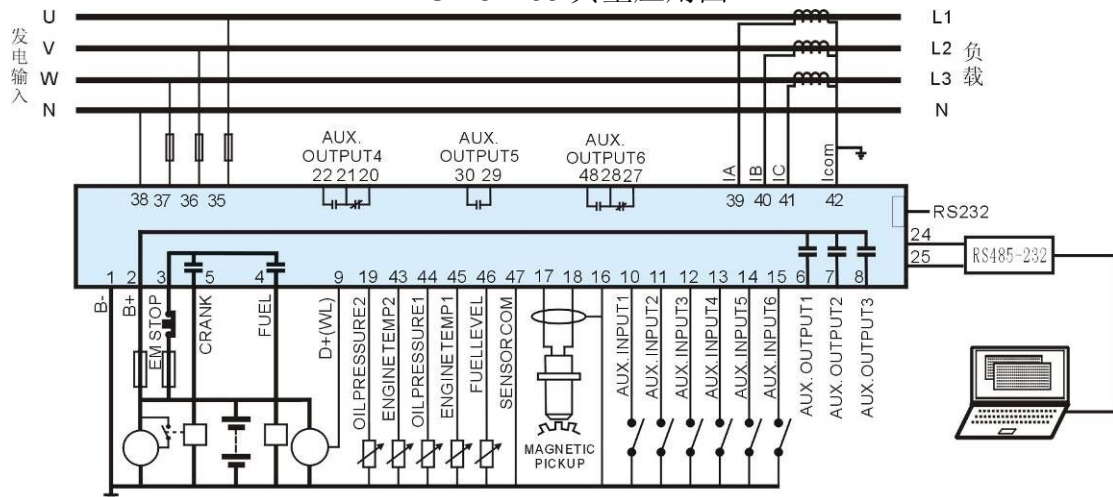 U
L1
发电输入
V
L2
负载
W
L3
N
N
AUX.
OUTPUT4
22 21 20
AUX.
OUTPUT5
30 29
AUX.
OUTPUT6
48 28 27
IA
IB
IC
Icom
38 37 36 35
39 40 41 42
RS232
24
25
RS485-232
1 2 3 5 4 9 19 43 44 45 46 47 17 18 16 10 11 12 13 14 15 6 7 8
B-
B+
EM STOP
CRANK
FUEL
D+(WL)
OILPRESSURE2
ENGINETEMP2
OILPRESSURE1
ENGINETEMP1
FUELLEVEL
SENSORCOM
MAGNETIC
PICKUP
AUX.INPUT1
AUX.INPUT2
AUX.INPUT3
AUX.INPUT4
AUX.INPUT5
AUX.INPUT6
AUX. OUTPUT1
AUX. OUTPUT2
AUX. OUTPUT3